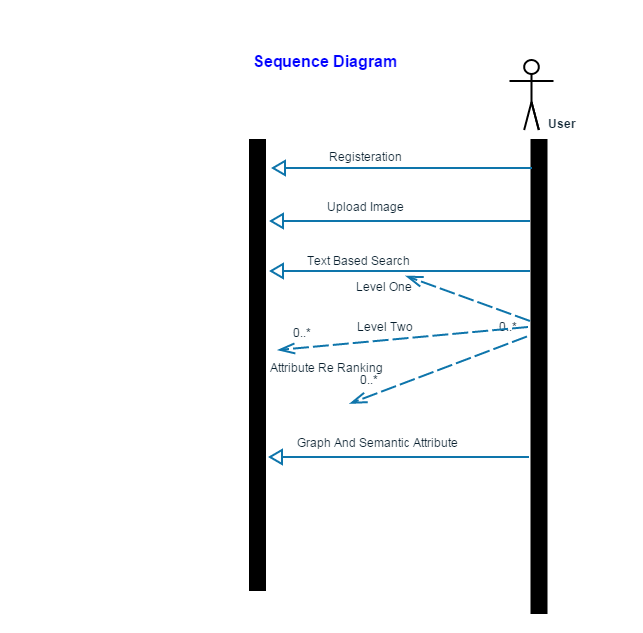 Sequence Diagram
User
Registeration
Upload Image
Text Based Search
Level One
Level Two
0..*
0..*
Attribute Re Ranking
0..*
Graph And Semantic Attribute